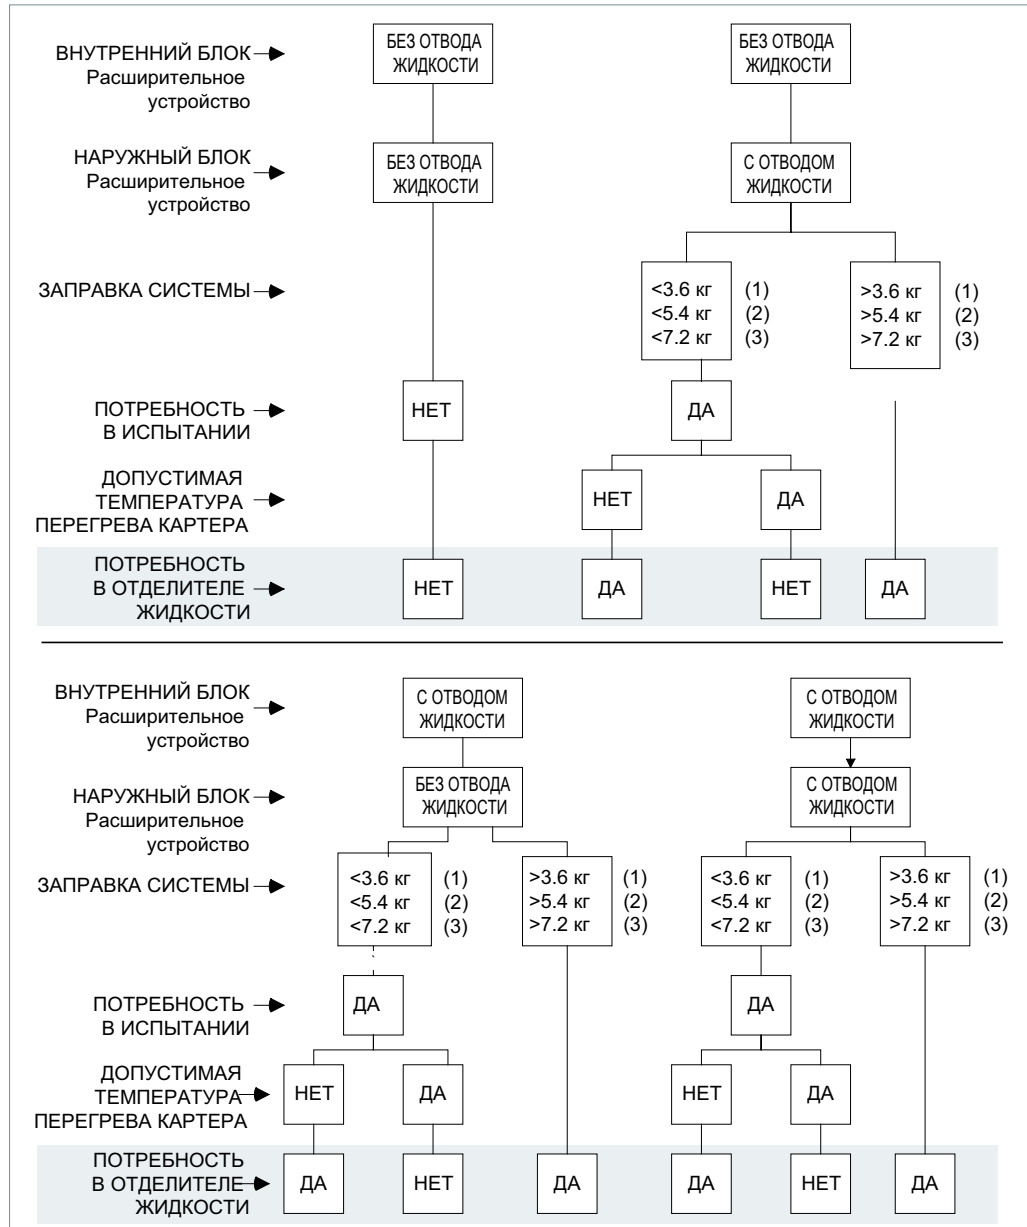 ВНУТРЕННИЙ БЛОК
Расширительное
устройство
БЕЗ ОТВОДА
ЖИДКОСТИ
БЕЗ ОТВОДА
ЖИДКОСТИ
НАРУЖНЫЙ БЛОК
Расширительное
устройство
БЕЗ ОТВОДА
ЖИДКОСТИ
С ОТВОДОМ
ЖИДКОСТИ
ЗАПРАВКА СИСТЕМЫ
<3.6 кг (1)
<5.4 кг (2)
<7.2 кг (3)
>3.6 кг (1)
>5.4 кг (2)
>7.2 кг (3)
ПОТРЕБНОСТЬ
В ИСПЫТАНИИ
НЕТ
ДА
ДОПУСТИМАЯ
ТЕМПЕРАТУРА
ПЕРЕГРЕВА КАРТЕРА
НЕТ
ДА
ПОТРЕБНОСТЬ
В ОТДЕЛИТЕЛЕ
ЖИДКОСТИ
НЕТ
ДА
НЕТ
ДА
ВНУТРЕННИЙ БЛОК
Расширительное
устройство
С ОТВОДОМ
ЖИДКОСТИ
С ОТВОДОМ
ЖИДКОСТИ
НАРУЖНЫЙ БЛОК
Расширительное
устройство
БЕЗ ОТВОДА
ЖИДКОСТИ
С ОТВОДОМ
ЖИДКОСТИ
ЗАПРАВКА СИСТЕМЫ
<3.6 кг (1)
<5.4 кг (2)
<7.2 кг (3)
>3.6 кг (1)
>5.4 кг (2)
>7.2 кг (3)
<3.6 кг (1)
<5.4 кг (2)
<7.2 кг (3)
>3.6 кг (1)
>5.4 кг (2)
>7.2 кг (3)
ПОТРЕБНОСТЬ
В ИСПЫТАНИИ
ДА
ДА
ДОПУСТИМАЯ
ТЕМПЕРАТУРА
ПЕРЕГРЕВА КАРТЕРА
НЕТ
ДА
НЕТ
ДА
ПОТРЕБНОСТЬ
В ОТДЕЛИТЕЛЕ
ЖИДКОСТИ
ДА
НЕТ
ДА
ДА
НЕТ
ДА